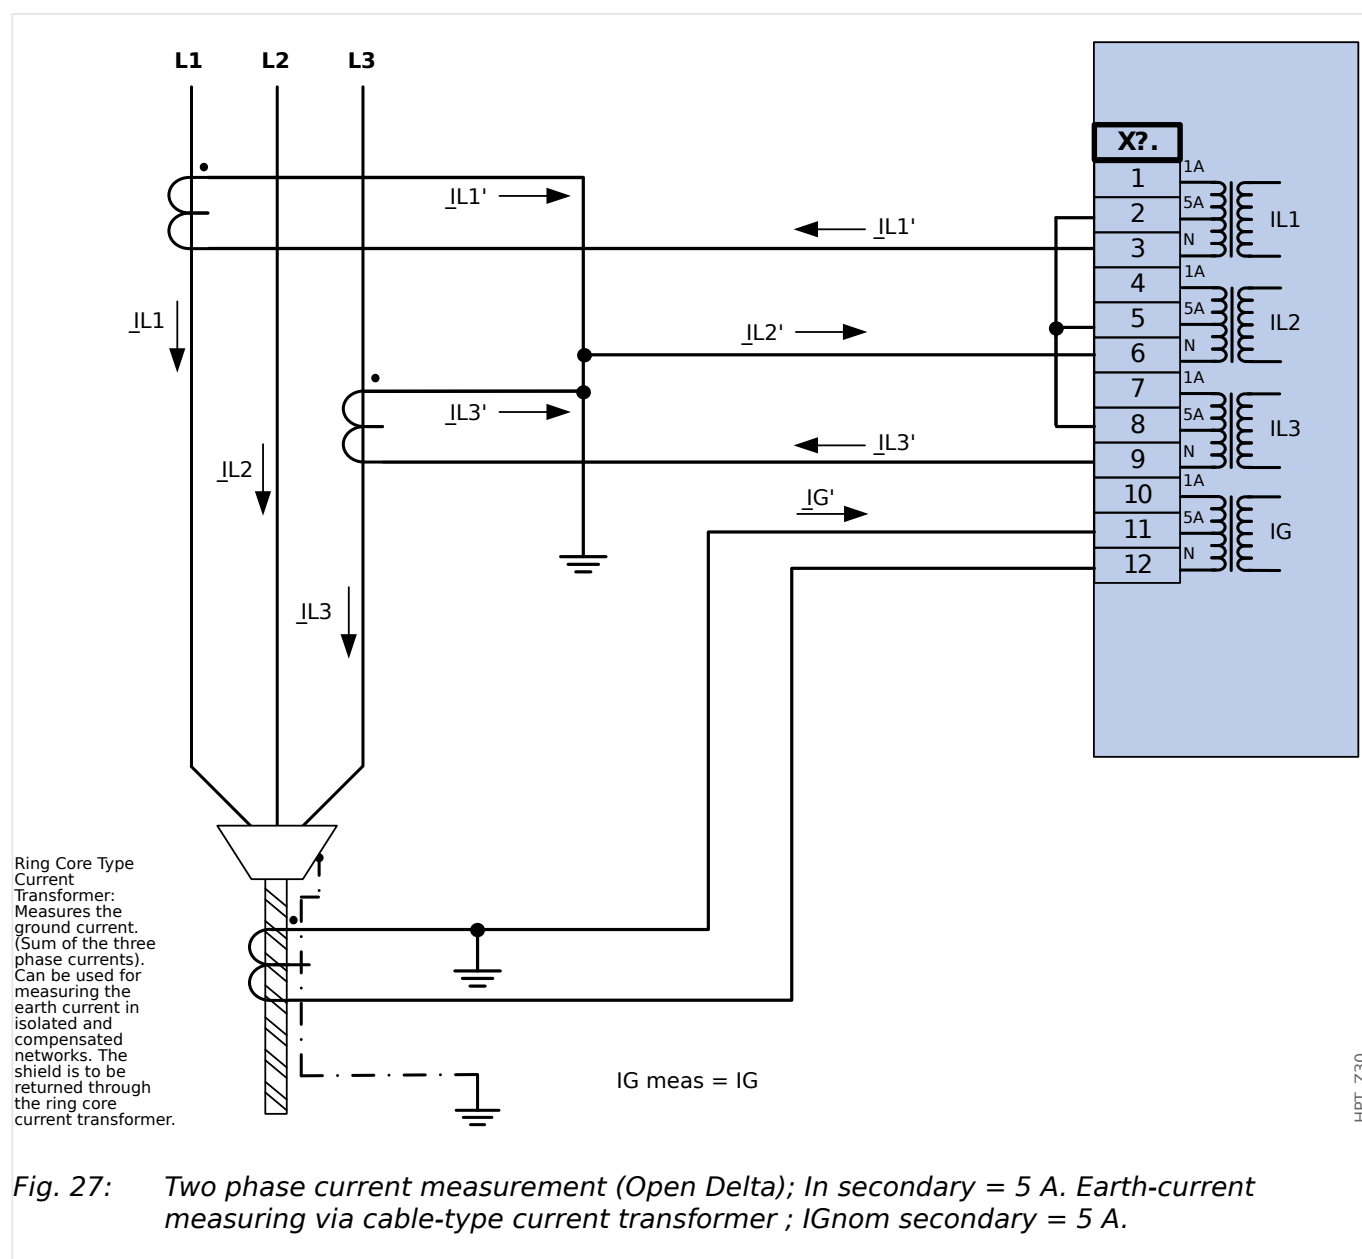 L1 L2 L3
X?.
1 1A
2 5A IL1
3 N
4 1A
5 5A IL2
6 N
7 1A
8 5A IL3
9 N
10 1A
11 5A IG
12 N
IL1'
IL1'
IL1
IL2'
IL3'
IL3'
IL2
IG'
IL3
Ring Core Type
Current
Transformer:
Measures the
ground current.
(Sum of the three
phase currents).
Can be used for
measuring the
earth current in
isolated and
compensated
networks. The
shield is to be
returned through
the ring core
current transformer.
IG meas = IG
HPT_Z30
Fig. 27: Two phase current measurement (Open Delta); In secondary = 5 A. Earth-current
measuring via cable-type current transformer ; IGnom secondary = 5 A.